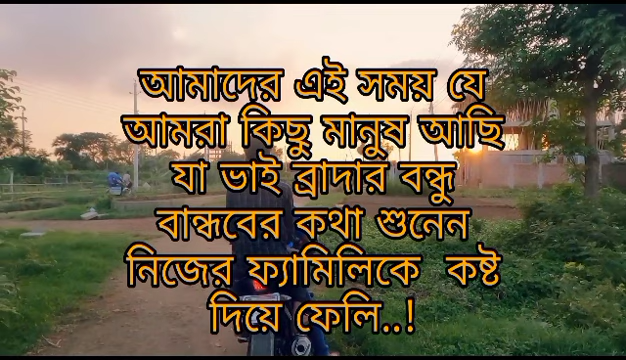 আমাদের এই সময় যে
আমরা কিছু মানুষ আছি
যা ভাই ব্রাদার বন্ধু
বান্ধবের কথা শুনেন
নিজের ফ্যামিলিকে কষ্ট
দিয়ে ফেলি..!